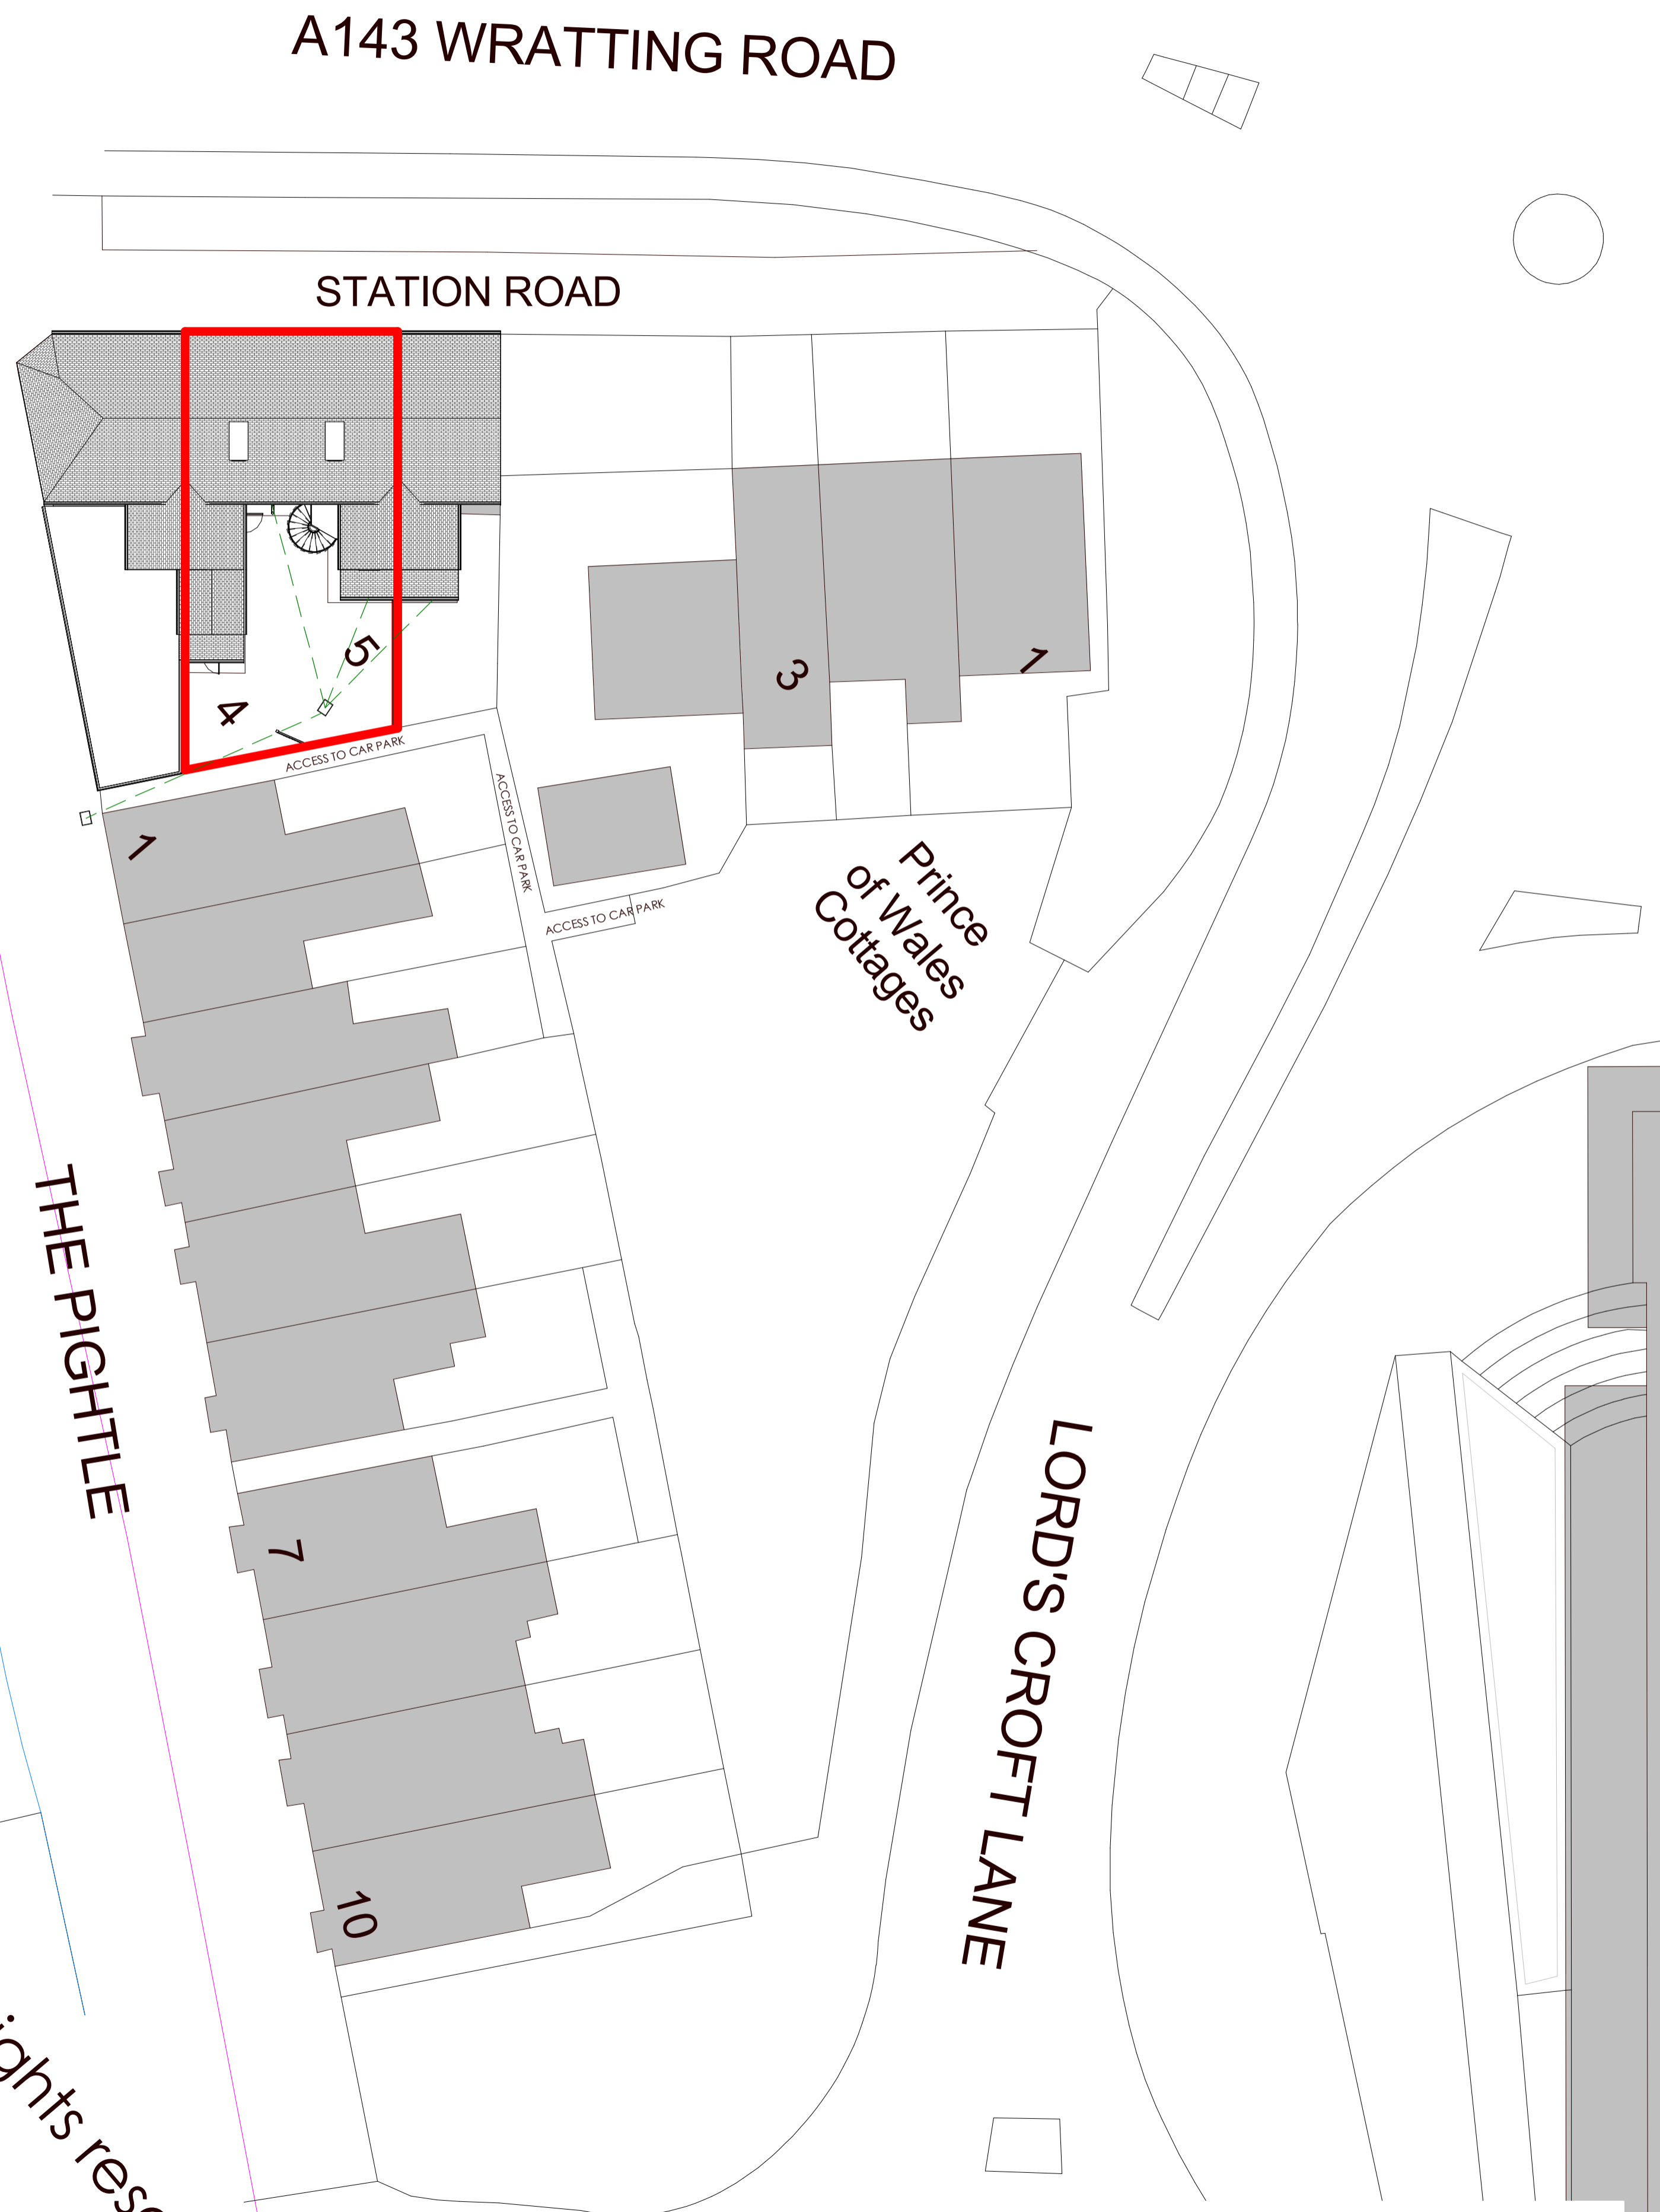 A143 WRATTING ROAD
STATION ROAD
5
4
3
1
ACCESS TO CAR PARK
ACCESS TO CAR PARK
ACCESS TO CAR PARK
1
Prince
of Wales
Cottages
THE PIGHTLE
7
LORD'S CROFT LANE
10